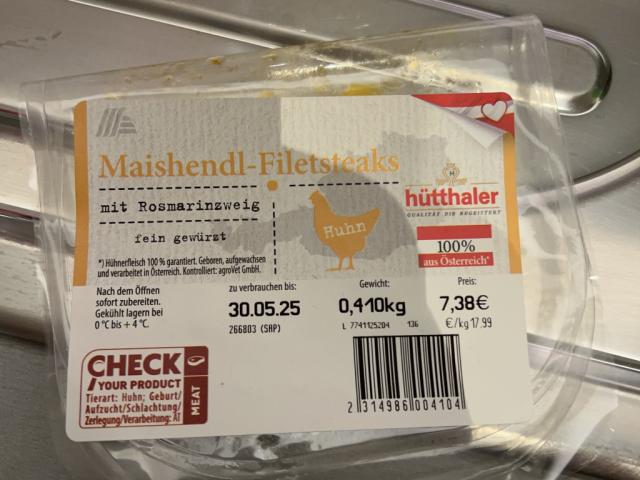 Maishendl-Filetsteaks
mit Rosmarinzweig
fein gewürzt
Huhn
H
hütthaler
QUALITÄT DIE BEGEISTERT
100%
aus Österreich*
*) Hühnerfleisch 100 % garantiert. Geboren, aufgewachsen
und verarbeitet in Österreich. Kontrolliert: agroVet GmbH.
Nach dem Öffnen
sofort zubereiten.
Gekühlt lagern bei
0 °C bis + 4 °C.
zu verbrauchen bis:
30.05.25
266803 (SAP)
Gewicht:
0,410kg
L 7741125204 136
Preis:
7,38€
€/kg 17.99
CHECK
YOUR PRODUCT
Tierart: Huhn; Geburt/
Aufzucht/Schlachtung/
Zerlegung/Verarbeitung: AT
MEAT
2 314986 004104